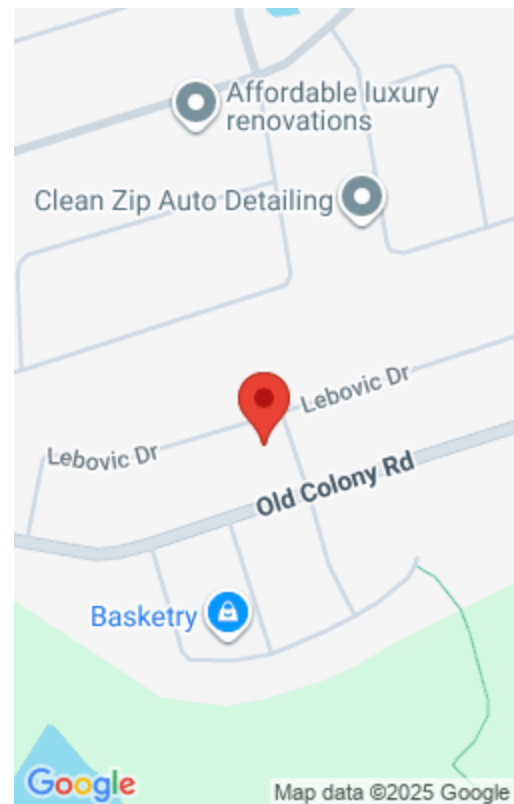 Affordable luxury
renovations
Clean Zip Auto Detailing
Lebovic Dr
Lebovic Dr
Old Colony Rd
Basketry
Google
Map data ©2025 Google